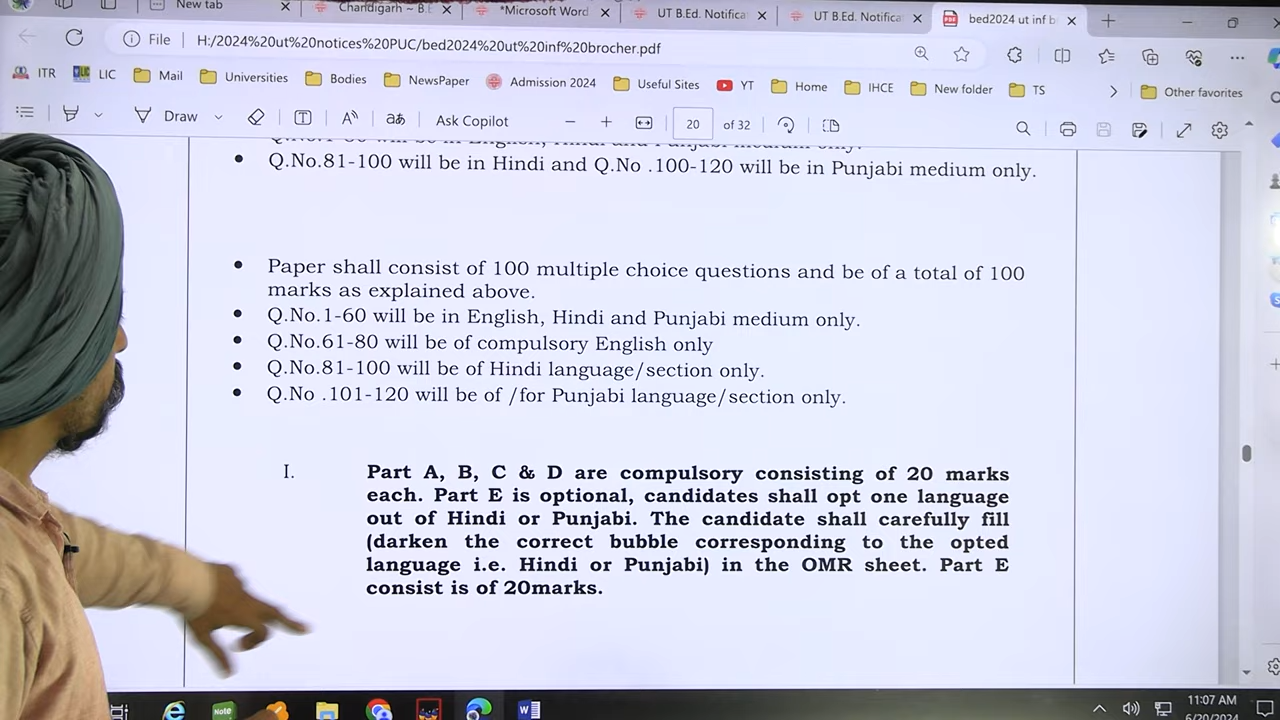 New tab
Chandigarh ~ B.E
*Microsoft Word
UT B.Ed. Notifica
UT B.Ed. Notifica
bed2024 ut inf b
File
H:/2024%20ut%20notices%20PUC/bed2024%20ut%20inf%20brocher.pdf
ITR
LIC
Mail
Universities
Bodies
NewsPaper
Admission 2024
Useful Sites
YT
Home
IHCE
New folder
TS
Other favorites
Draw
Ask Copilot
20
of 32
• Q.No.81-100 will be in Hindi and Q.No .100-120 will be in Punjabi medium only.
• Paper shall consist of 100 multiple choice questions and be of a total of 100
marks as explained above.
• Q.No.1-60 will be in English, Hindi and Punjabi medium only.
• Q.No.61-80 will be of compulsory English only
• Q.No.81-100 will be of Hindi language/section only.
• Q.No .101-120 will be of /for Punjabi language/section only.
I. Part A, B, C & D are compulsory consisting of 20 marks
each. Part E is optional, candidates shall opt one language
out of Hindi or Punjabi. The candidate shall carefully fill
(darken the correct bubble corresponding to the opted
language i.e. Hindi or Punjabi) in the OMR sheet. Part E
consist is of 20marks.
Note
11:07 AM